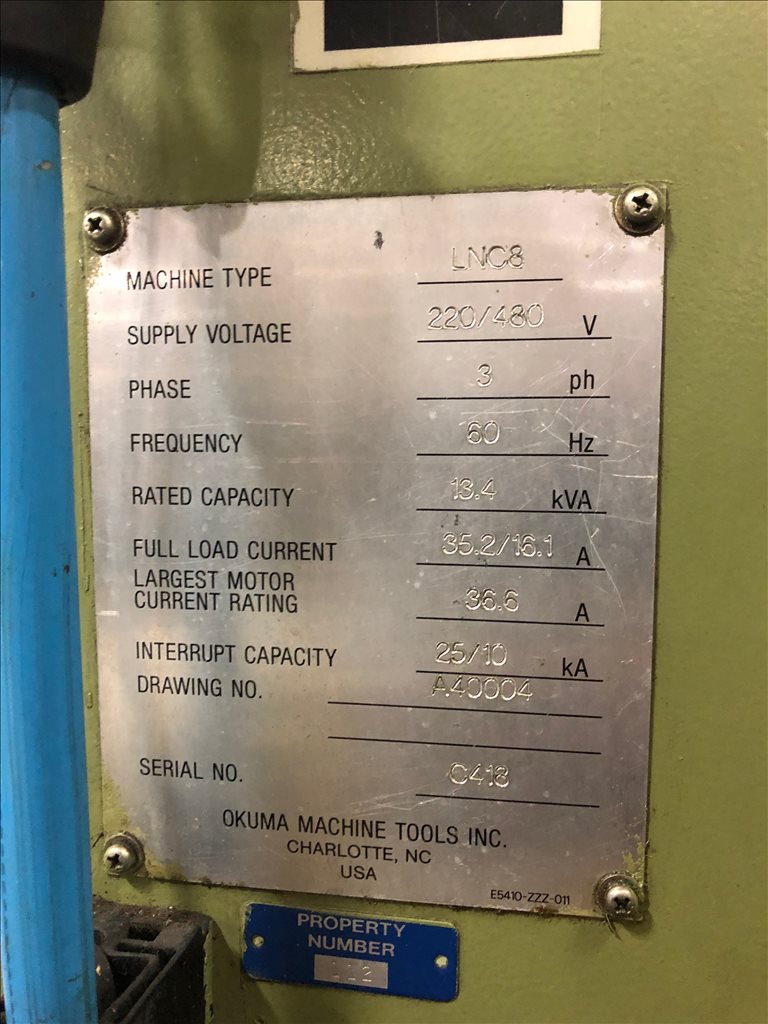 MACHINE TYPE LNC8
SUPPLY VOLTAGE 220/480 V
PHASE 3 ph
FREQUENCY 60 Hz
RATED CAPACITY 13.4 kVA
FULL LOAD CURRENT 35.2/16.1 A
LARGEST MOTOR
CURRENT RATING 36.6 A
INTERRUPT CAPACITY 25/10 kA
DRAWING NO. A40004
SERIAL NO. C418
OKUMA MACHINE TOOLS INC.
CHARLOTTE, NC
USA
E5410-ZZZ-011
PROPERTY
NUMBER
112